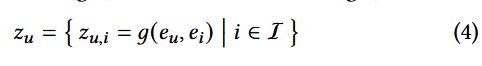 z_u = { z_{u,i} = g(e_u, e_i) | i ∈ 𝓘 } (4)